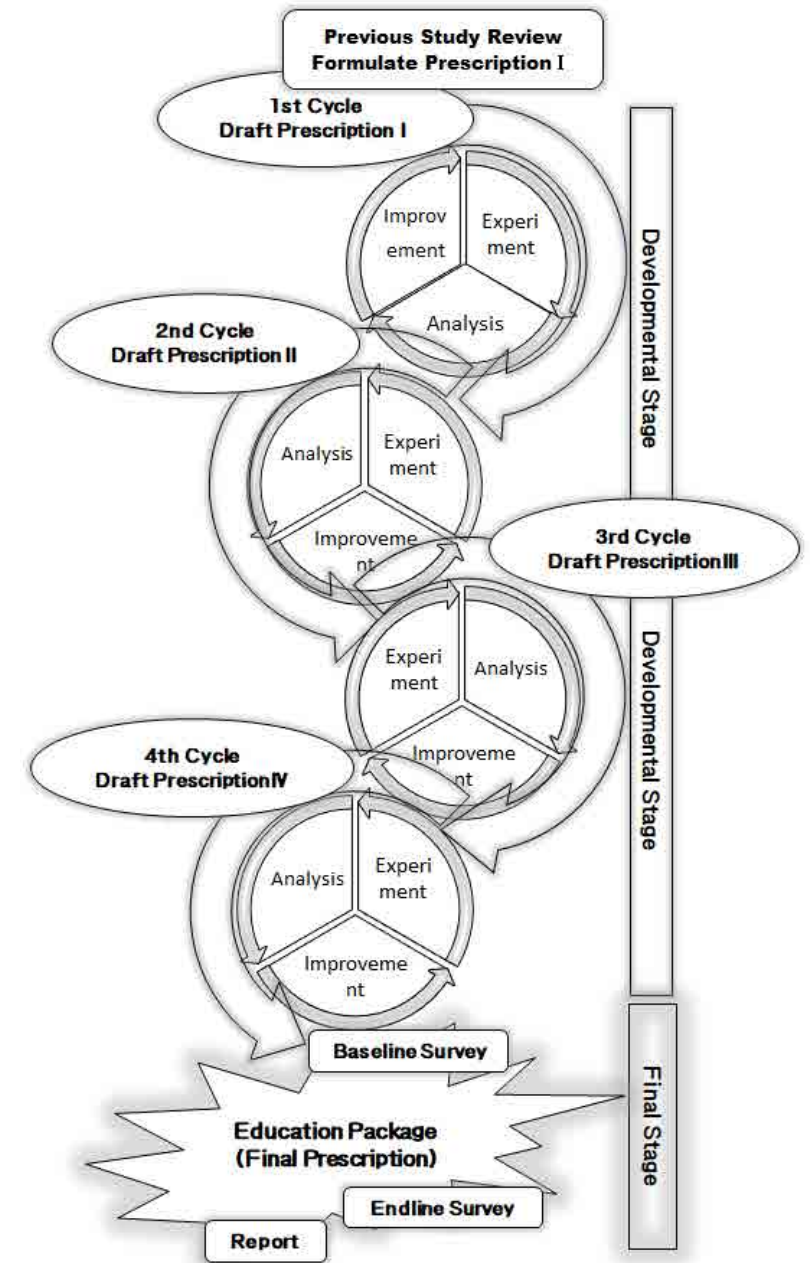 Previous Study Review
Formulate Prescription I
1st Cycle
Draft Prescription I
Improv
ement
Experi
ment
Analysis
Developmental Stage
2nd Cycle
Draft Prescription II
Analysis
Experi
ment
Improveme
nt
3rd Cycle
Draft Prescription III
Experi
ment
Analysis
Improveme
nt
Developmental Stage
4th Cycle
Draft Prescription IV
Analysis
Experi
ment
Improveme
nt
Baseline Survey
Education Package
(Final Prescription)
Endline Survey
Report
Final Stage